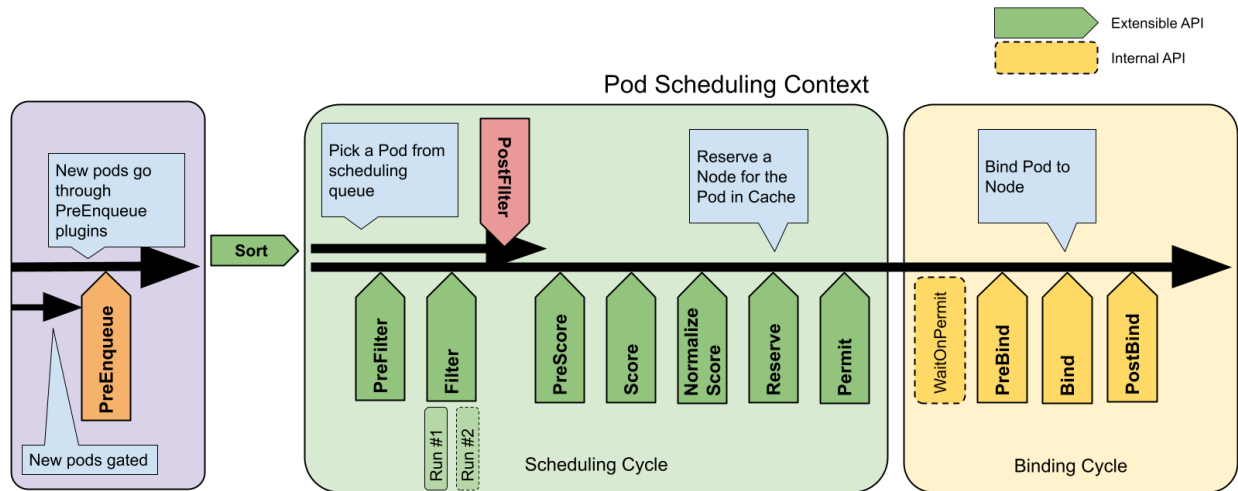 Extensible API
Internal API
Pod Scheduling Context
New pods go
through
PreEnqueue
plugins
PreEnqueue
New pods gated
Sort
Pick a Pod from
scheduling
queue
PostFIlter
Reserve a
Node for the
Pod in Cache
PreFilter
Filter
Run #1
Run #2
PreScore
Score
Normalize
Score
Reserve
Permit
Scheduling Cycle
Bind Pod to
Node
WaitOnPermit
PreBind
Bind
PostBind
Binding Cycle